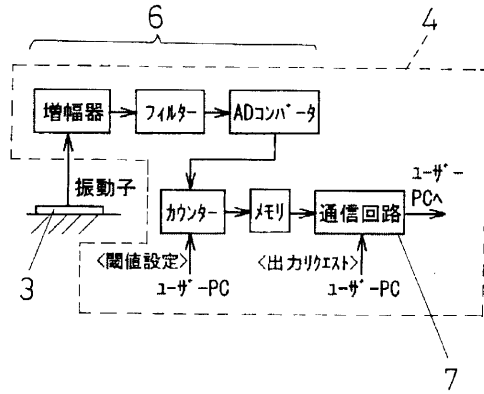 6
4
増幅器
フィルター
ADコンバータ
振動子
ユーザー
PCへ
カウンター
メモリ
通信回路
3
<閾値設定>
<出力リクエスト>
ユーザーPC
ユーザーPC
7